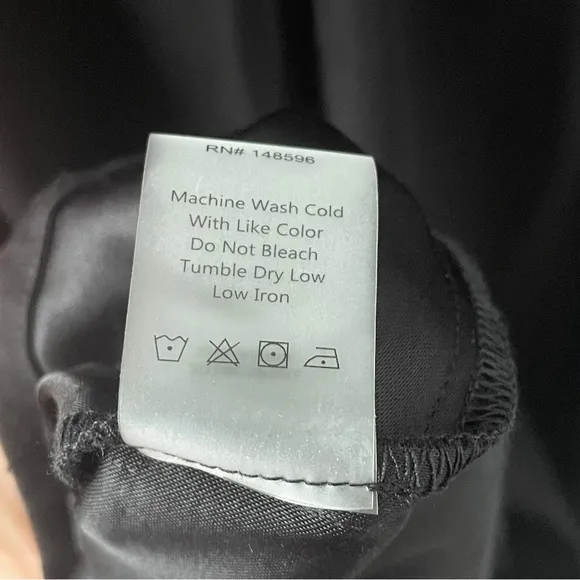 RN# 148596
Machine Wash Cold
With Like Color
Do Not Bleach
Tumble Dry Low
Low Iron